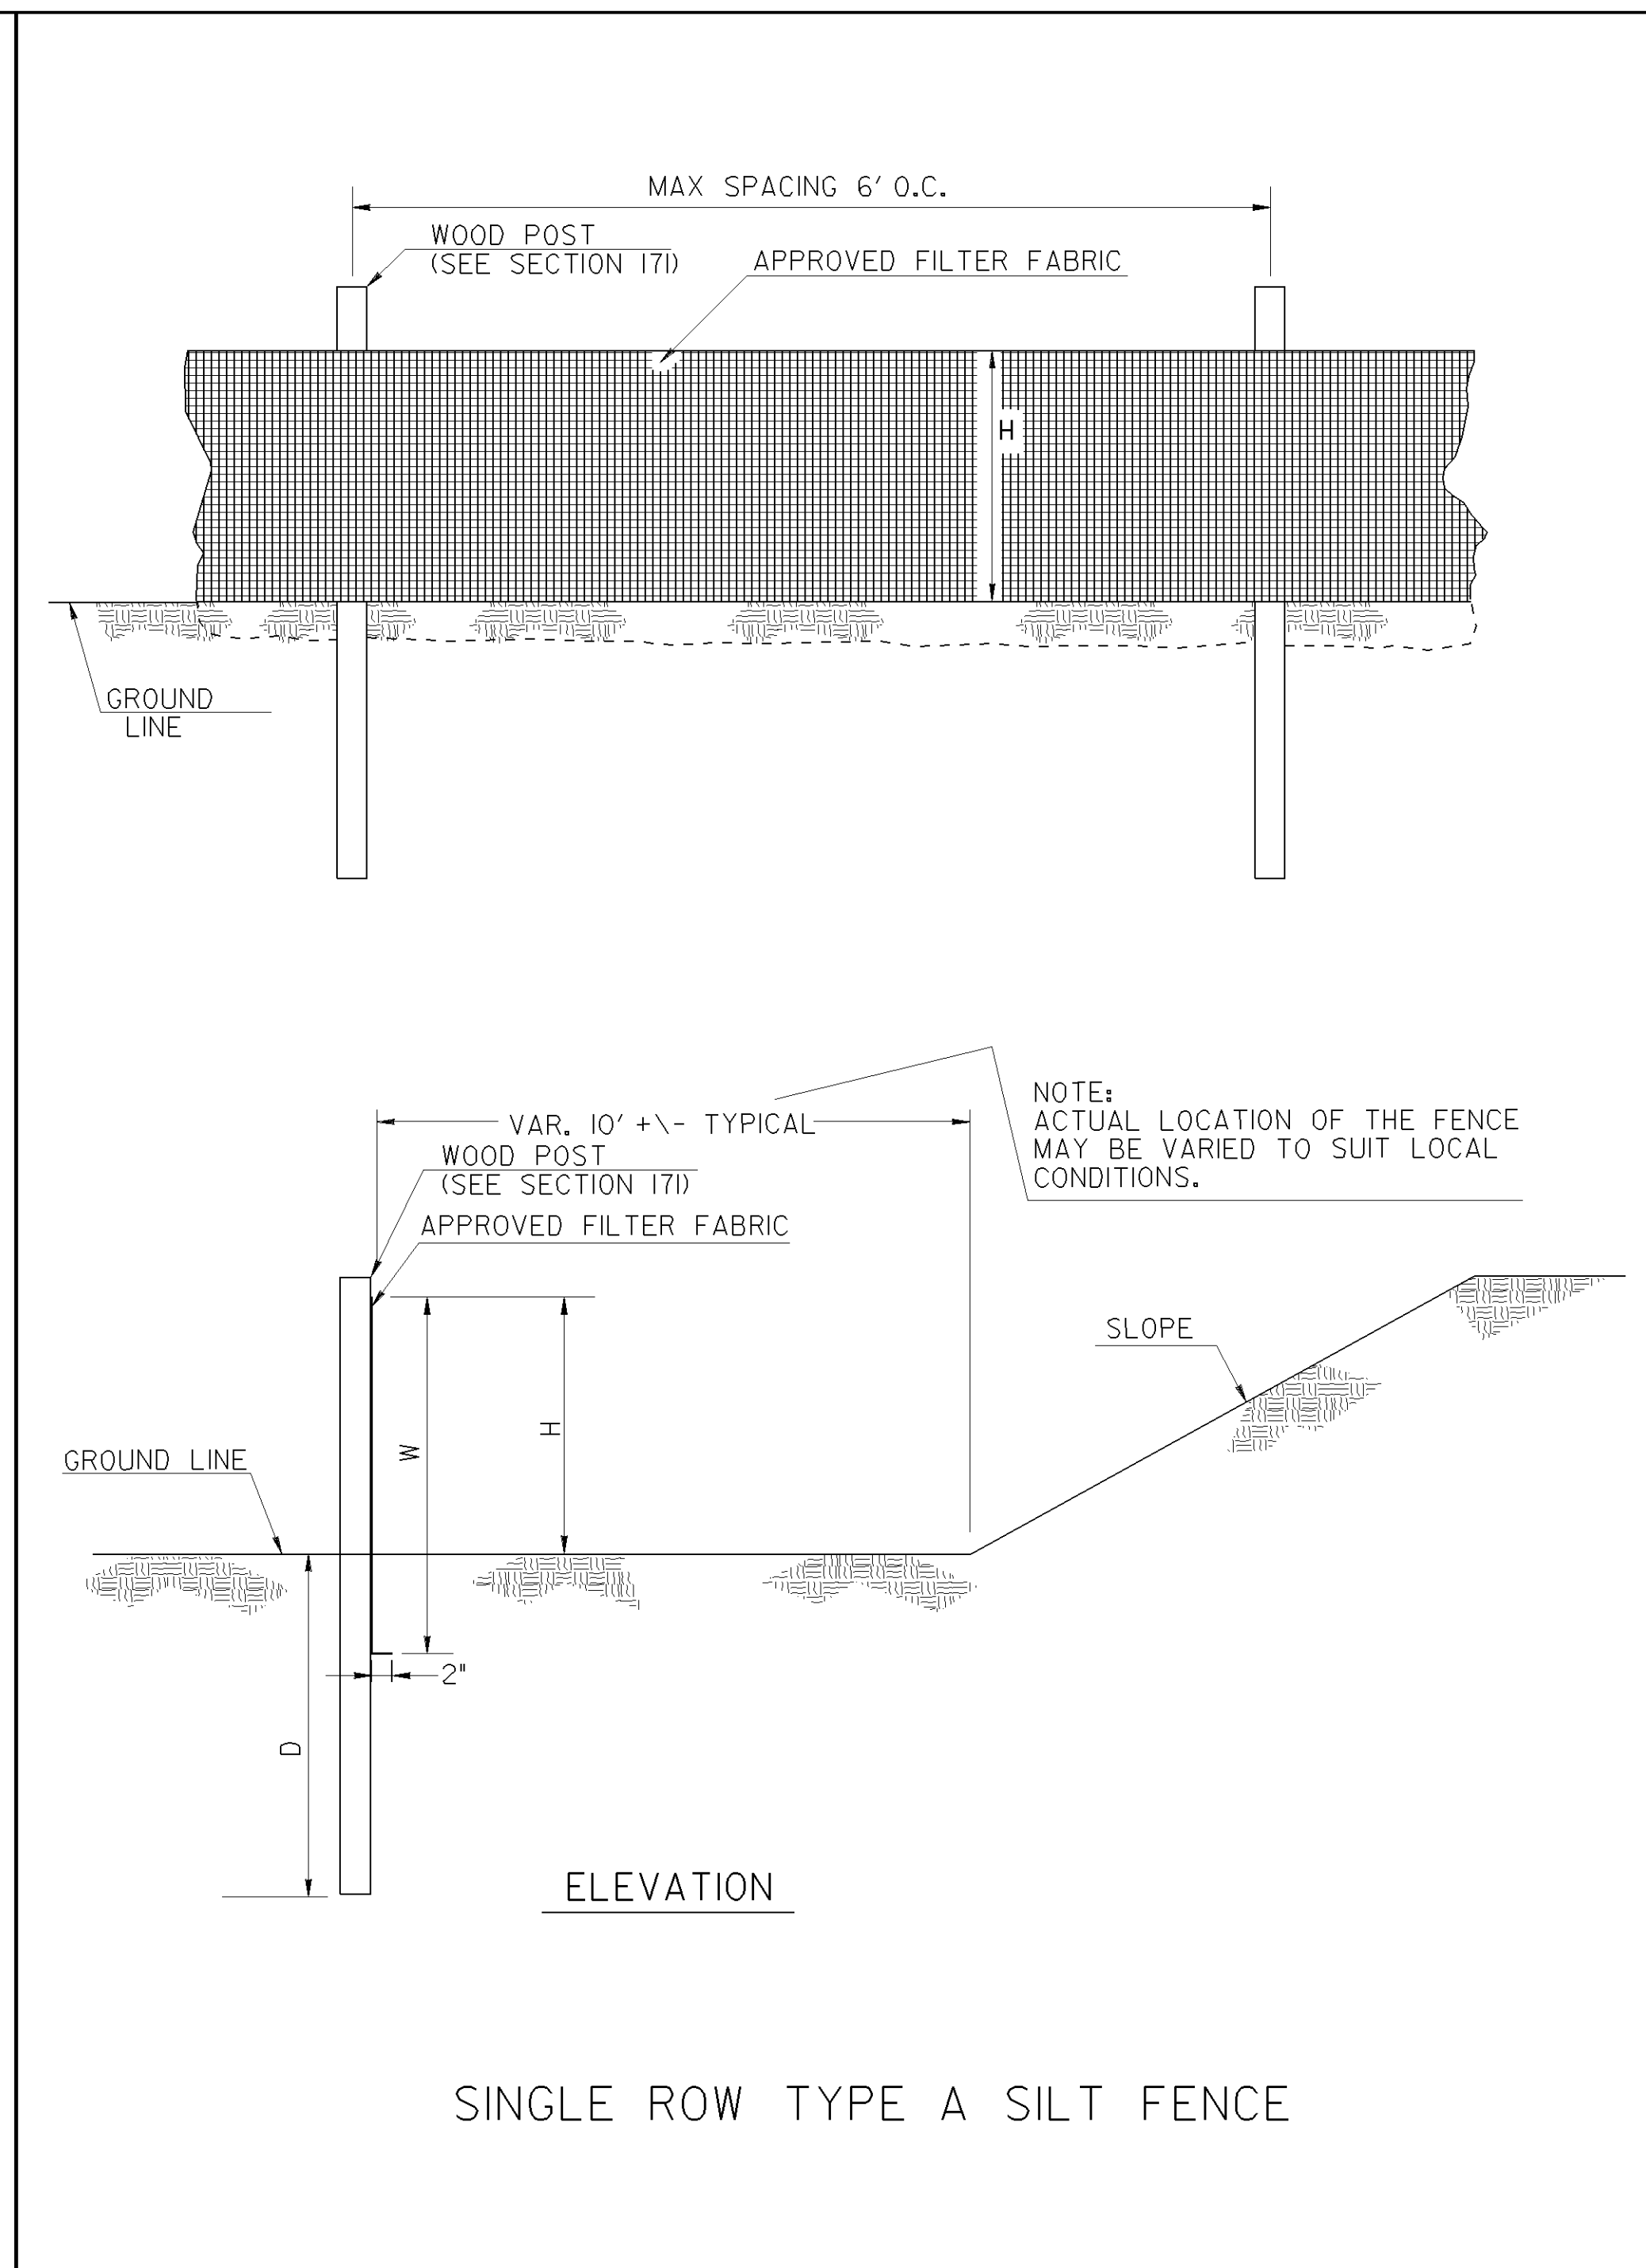 MAX SPACING 6' O.C.
WOOD POST
(SEE SECTION 171)
APPROVED FILTER FABRIC
H
GROUND
LINE
NOTE:
ACTUAL LOCATION OF THE FENCE
MAY BE VARIED TO SUIT LOCAL
CONDITIONS.
VAR. 10' +\- TYPICAL
WOOD POST
(SEE SECTION 171)
APPROVED FILTER FABRIC
SLOPE
W
H
GROUND LINE
2"
D
ELEVATION
SINGLE ROW TYPE A SILT FENCE